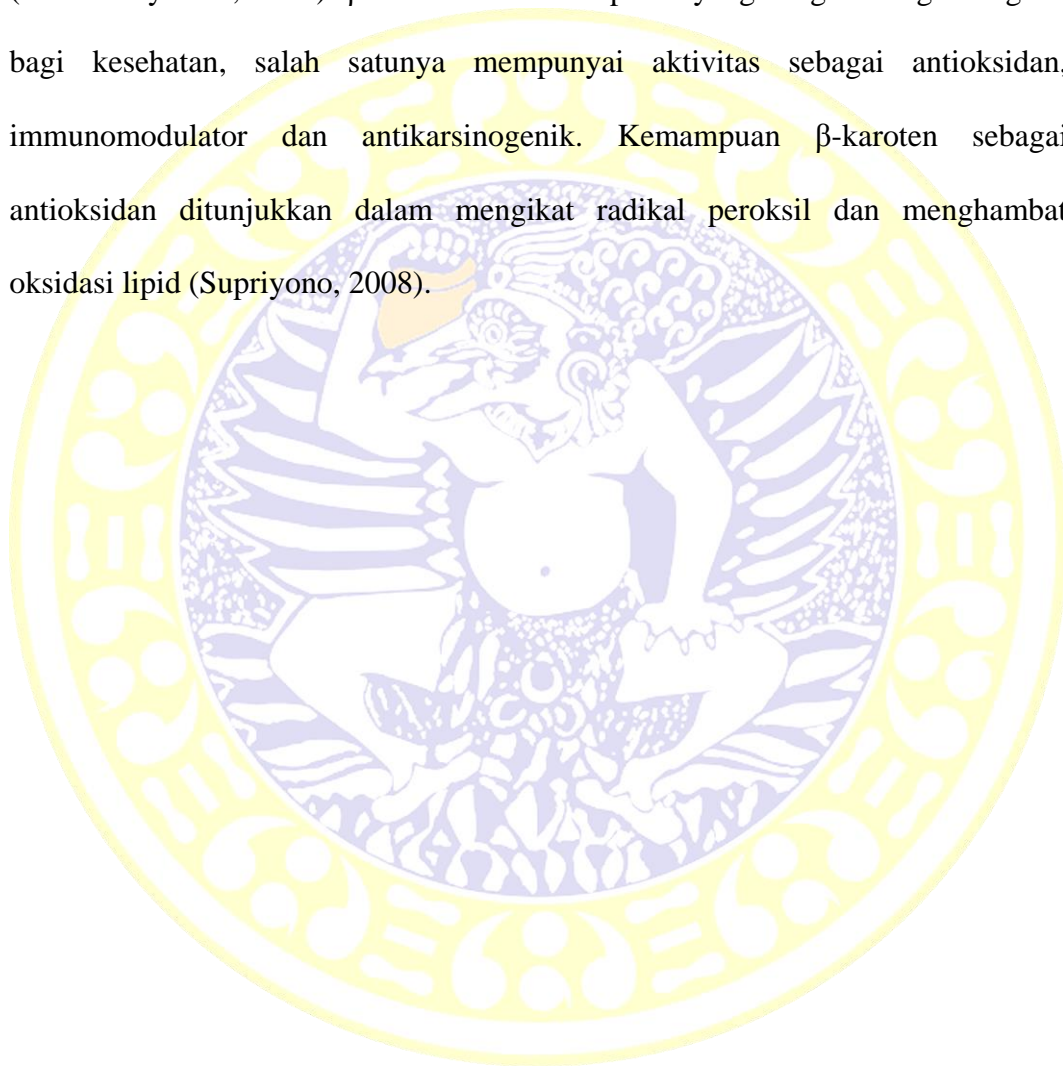 bagi kesehatan, salah satunya mempunyai aktivitas sebagai antioksidan,
immunomodulator dan antikarsinogenik. Kemampuan β-karoten sebagai
antioksidan ditunjukkan dalam mengikat radikal peroksil dan menghambat
oksidasi lipid (Supriyono, 2008).